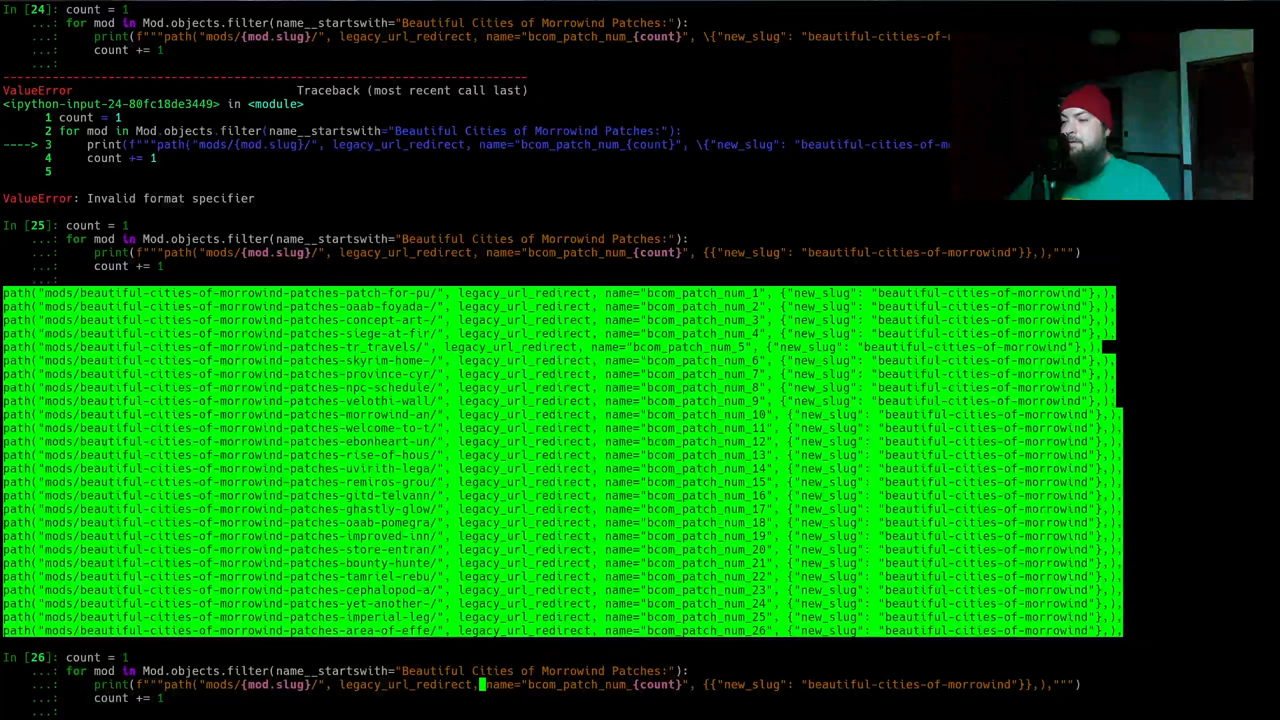 In [24]: count = 1
    ...: for mod in Mod.objects.filter(name__startswith="Beautiful Cities of Morrowind Patches:"):
    ...:     print(f"""path("mods/{mod.slug}/", legacy_url_redirect, name="bcom_patch_num_{count}", \{"new_slug": "beautiful-cities-of-
    ...:     count += 1
    ...:
---------------------------------------------------------------------------
ValueError                                Traceback (most recent call last)
<ipython-input-24-80fc18de3449> in <module>
      1 count = 1
      2 for mod in Mod.objects.filter(name__startswith="Beautiful Cities of Morrowind Patches:"):
----> 3     print(f"""path("mods/{mod.slug}/", legacy_url_redirect, name="bcom_patch_num_{count}", \{"new_slug": "beautiful-cities-of-
      4     count += 1
      5
ValueError: Invalid format specifier
In [25]: count = 1
    ...: for mod in Mod.objects.filter(name__startswith="Beautiful Cities of Morrowind Patches:"):
    ...:     print(f"""path("mods/{mod.slug}/", legacy_url_redirect, name="bcom_patch_num_{count}", {{"new_slug": "beautiful-cities-of-morrowind"}},),""")
    ...:     count += 1
    ...:
path("mods/beautiful-cities-of-morrowind-patches-patch-for-pu/", legacy_url_redirect, name="bcom_patch_num_1", {"new_slug": "beautiful-cities-of-morrowind"},),
path("mods/beautiful-cities-of-morrowind-patches-oaab-foyada-/", legacy_url_redirect, name="bcom_patch_num_2", {"new_slug": "beautiful-cities-of-morrowind"},),
path("mods/beautiful-cities-of-morrowind-patches-concept-art-/", legacy_url_redirect, name="bcom_patch_num_3", {"new_slug": "beautiful-cities-of-morrowind"},),
path("mods/beautiful-cities-of-morrowind-patches-siege-at-fir/", legacy_url_redirect, name="bcom_patch_num_4", {"new_slug": "beautiful-cities-of-morrowind"},),
path("mods/beautiful-cities-of-morrowind-patches-tr_travels/", legacy_url_redirect, name="bcom_patch_num_5", {"new_slug": "beautiful-cities-of-morrowind"},),
path("mods/beautiful-cities-of-morrowind-patches-skyrim-home-/", legacy_url_redirect, name="bcom_patch_num_6", {"new_slug": "beautiful-cities-of-morrowind"},),
path("mods/beautiful-cities-of-morrowind-patches-province-cyr/", legacy_url_redirect, name="bcom_patch_num_7", {"new_slug": "beautiful-cities-of-morrowind"},),
path("mods/beautiful-cities-of-morrowind-patches-npc-schedule/", legacy_url_redirect, name="bcom_patch_num_8", {"new_slug": "beautiful-cities-of-morrowind"},),
path("mods/beautiful-cities-of-morrowind-patches-velothi-wall/", legacy_url_redirect, name="bcom_patch_num_9", {"new_slug": "beautiful-cities-of-morrowind"},),
path("mods/beautiful-cities-of-morrowind-patches-morrowind-an/", legacy_url_redirect, name="bcom_patch_num_10", {"new_slug": "beautiful-cities-of-morrowind"},),
path("mods/beautiful-cities-of-morrowind-patches-welcome-to-t/", legacy_url_redirect, name="bcom_patch_num_11", {"new_slug": "beautiful-cities-of-morrowind"},),
path("mods/beautiful-cities-of-morrowind-patches-ebonheart-un/", legacy_url_redirect, name="bcom_patch_num_12", {"new_slug": "beautiful-cities-of-morrowind"},),
path("mods/beautiful-cities-of-morrowind-patches-rise-of-hous/", legacy_url_redirect, name="bcom_patch_num_13", {"new_slug": "beautiful-cities-of-morrowind"},),
path("mods/beautiful-cities-of-morrowind-patches-uvirith-lega/", legacy_url_redirect, name="bcom_patch_num_14", {"new_slug": "beautiful-cities-of-morrowind"},),
path("mods/beautiful-cities-of-morrowind-patches-remiros-grou/", legacy_url_redirect, name="bcom_patch_num_15", {"new_slug": "beautiful-cities-of-morrowind"},),
path("mods/beautiful-cities-of-morrowind-patches-gitd-telvann/", legacy_url_redirect, name="bcom_patch_num_16", {"new_slug": "beautiful-cities-of-morrowind"},),
path("mods/beautiful-cities-of-morrowind-patches-ghastly-glow/", legacy_url_redirect, name="bcom_patch_num_17", {"new_slug": "beautiful-cities-of-morrowind"},),
path("mods/beautiful-cities-of-morrowind-patches-oaab-pomegra/", legacy_url_redirect, name="bcom_patch_num_18", {"new_slug": "beautiful-cities-of-morrowind"},),
path("mods/beautiful-cities-of-morrowind-patches-improved-inn/", legacy_url_redirect, name="bcom_patch_num_19", {"new_slug": "beautiful-cities-of-morrowind"},),
path("mods/beautiful-cities-of-morrowind-patches-store-entran/", legacy_url_redirect, name="bcom_patch_num_20", {"new_slug": "beautiful-cities-of-morrowind"},),
path("mods/beautiful-cities-of-morrowind-patches-bounty-hunte/", legacy_url_redirect, name="bcom_patch_num_21", {"new_slug": "beautiful-cities-of-morrowind"},),
path("mods/beautiful-cities-of-morrowind-patches-tamriel-rebu/", legacy_url_redirect, name="bcom_patch_num_22", {"new_slug": "beautiful-cities-of-morrowind"},),
path("mods/beautiful-cities-of-morrowind-patches-cephalopod-a/", legacy_url_redirect, name="bcom_patch_num_23", {"new_slug": "beautiful-cities-of-morrowind"},),
path("mods/beautiful-cities-of-morrowind-patches-yet-another-/", legacy_url_redirect, name="bcom_patch_num_24", {"new_slug": "beautiful-cities-of-morrowind"},),
path("mods/beautiful-cities-of-morrowind-patches-imperial-leg/", legacy_url_redirect, name="bcom_patch_num_25", {"new_slug": "beautiful-cities-of-morrowind"},),
path("mods/beautiful-cities-of-morrowind-patches-area-of-effe/", legacy_url_redirect, name="bcom_patch_num_26", {"new_slug": "beautiful-cities-of-morrowind"},),
In [26]: count = 1
    ...: for mod in Mod.objects.filter(name__startswith="Beautiful Cities of Morrowind Patches:"):
    ...:     print(f"""path("mods/{mod.slug}/", legacy_url_redirect, name="bcom_patch_num_{count}", {{"new_slug": "beautiful-cities-of-morrowind"}},),""")
    ...:     count += 1
    ...: